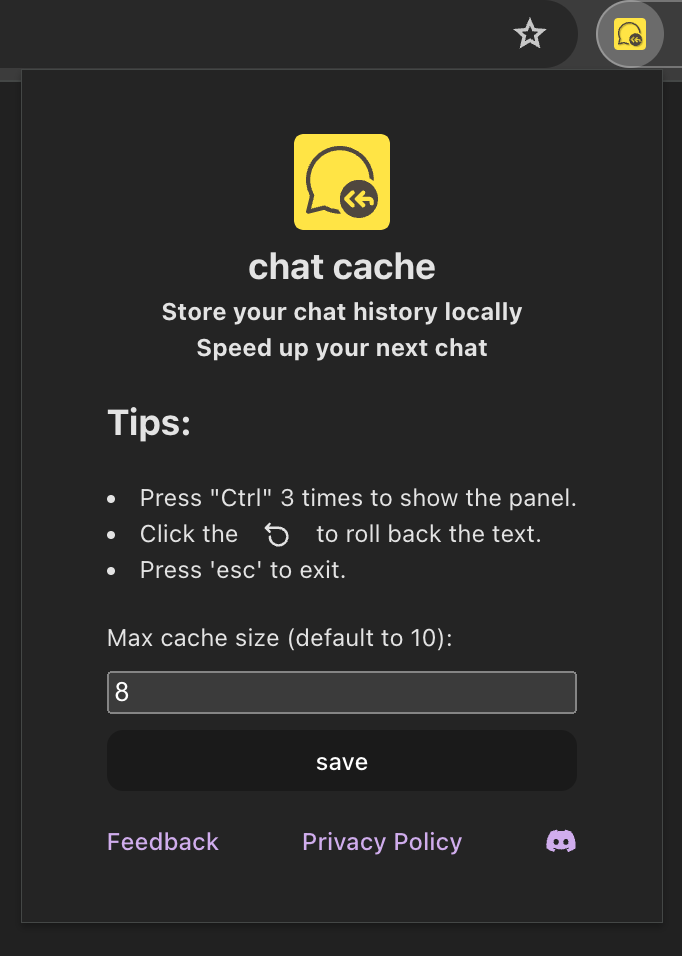 chat cache
Store your chat history locally
Speed up your next chat
Tips:
Press "Ctrl" 3 times to show the panel.
Click the to roll back the text.
Press 'esc' to exit.
Max cache size (default to 10):
8
save
Feedback Privacy Policy